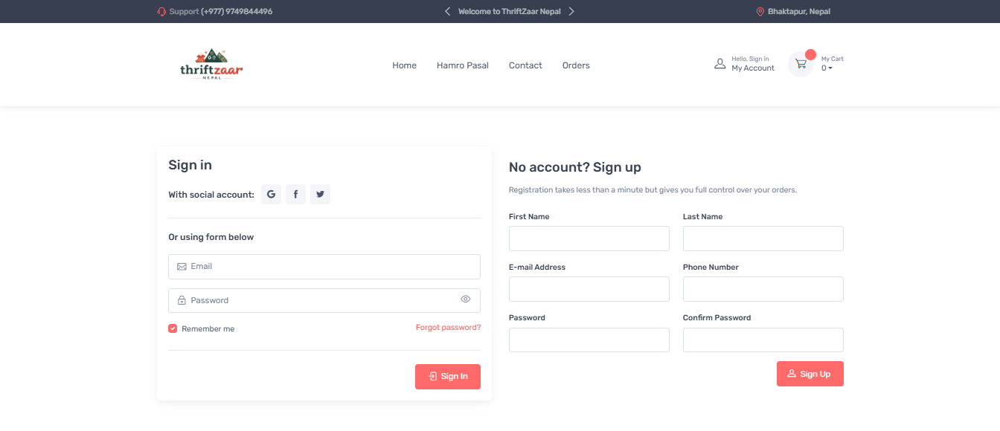 Support (+977) 9749844496
Welcome to ThriftZaar Nepal
Bhaktapur, Nepal
thriftzaar
NEPAL
Home
Hamro Pasal
Contact
Orders
Hello, Sign in
My Account
My Cart
0
Sign in
With social account:
Or using form below
Email
Password
Remember me
Forgot password?
Sign In
No account? Sign up
Registration takes less than a minute but gives you full control over your orders.
First Name
Last Name
E-mail Address
Phone Number
Password
Confirm Password
Sign Up